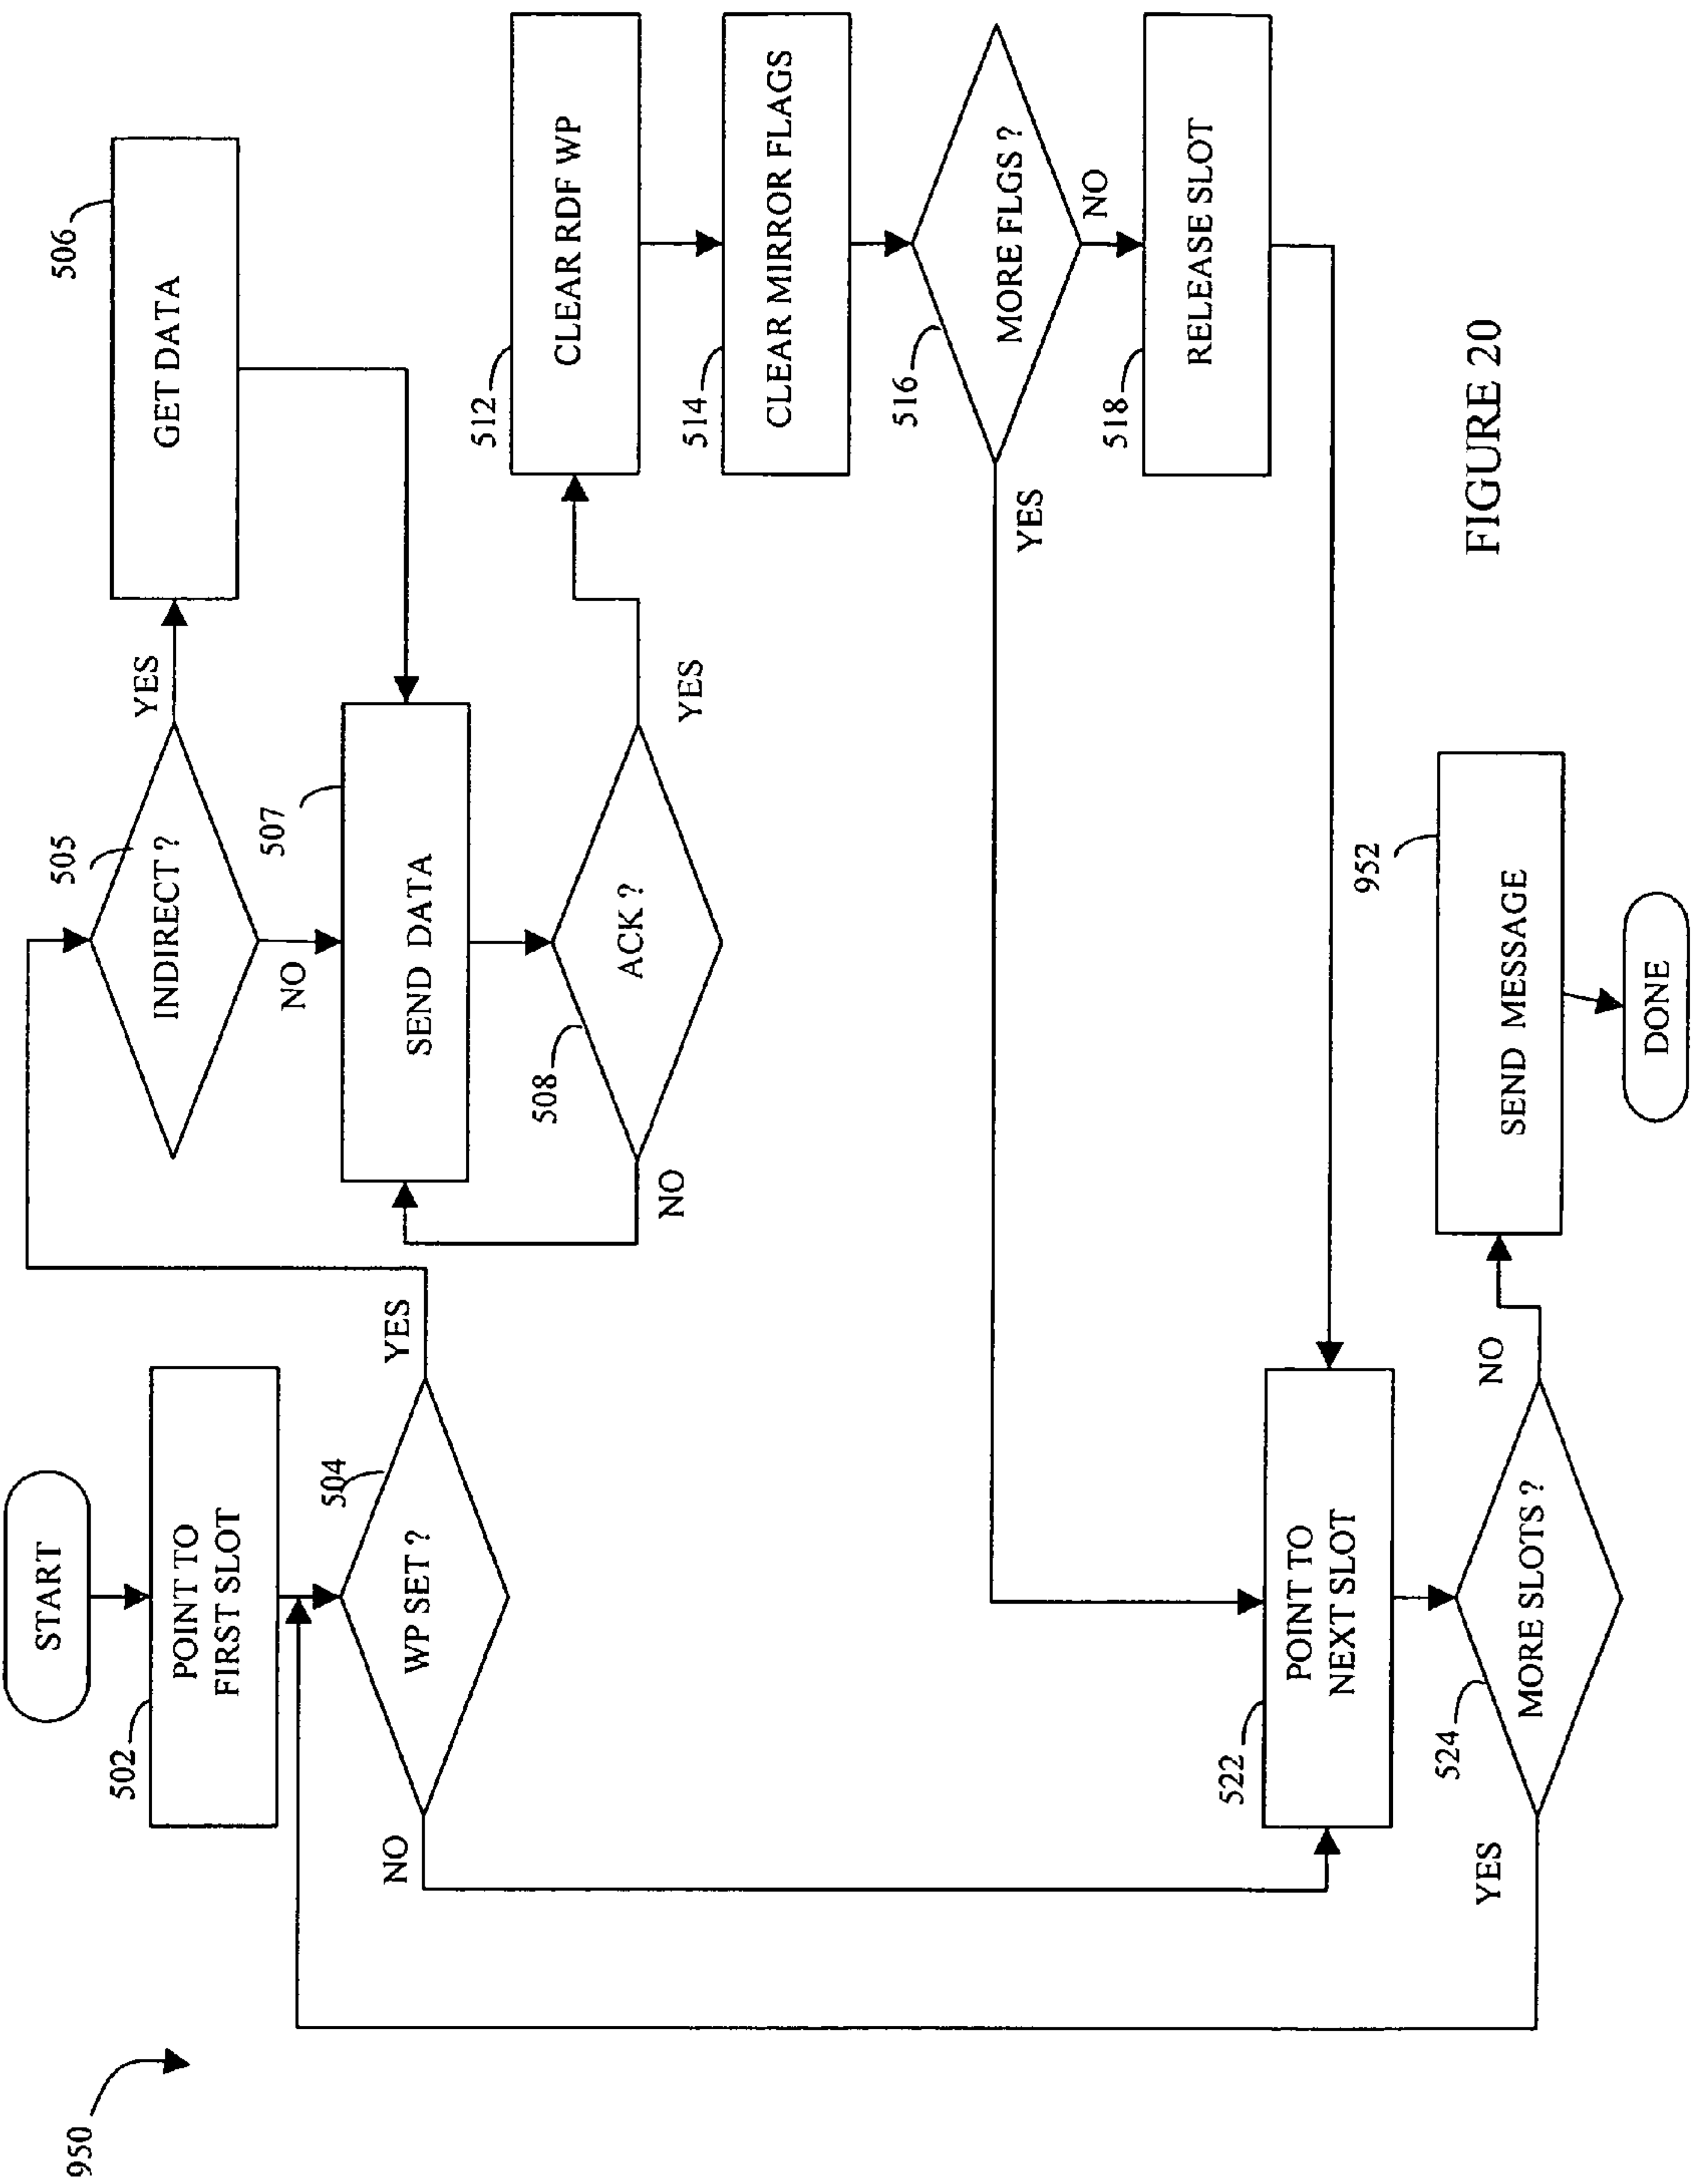 950
START
502
POINT TO
FIRST SLOT
504
WP SET ?
YES
NO
505
INDIRECT ?
YES
NO
506
GET DATA
507
SEND DATA
508
ACK ?
YES
NO
512
CLEAR RDF WP
514
CLEAR MIRROR FLAGS
516
MORE FLGS ?
YES
NO
518
RELEASE SLOT
522
POINT TO
NEXT SLOT
524
MORE SLOTS ?
YES
NO
952
SEND MESSAGE
DONE
FIGURE 20